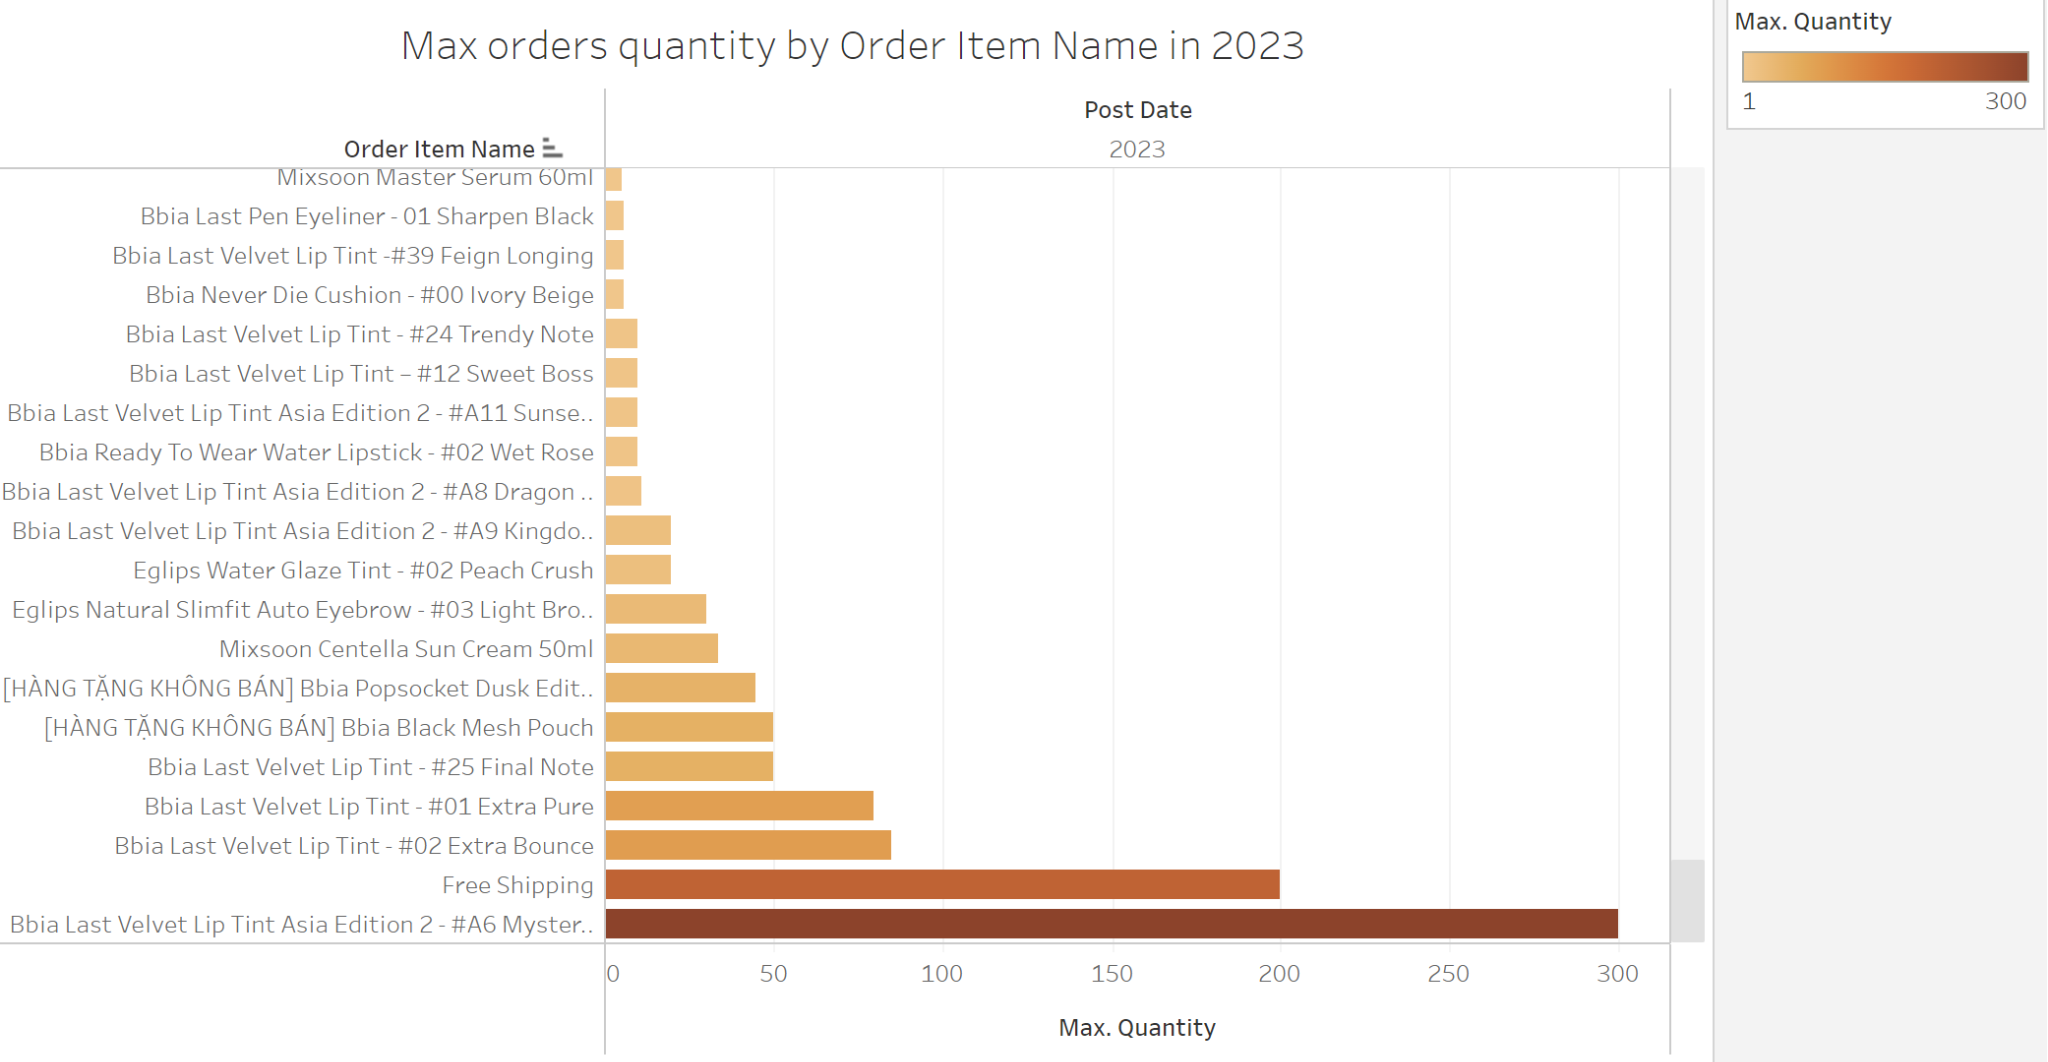 Max orders quantity by Order Item Name in 2023
Max. Quantity
1 300
Post Date
Order Item Name
2023
Mixsoon Master Serum 60ml
Bbia Last Pen Eyeliner - 01 Sharpen Black
Bbia Last Velvet Lip Tint -#39 Feign Longing
Bbia Never Die Cushion - #00 Ivory Beige
Bbia Last Velvet Lip Tint - #24 Trendy Note
Bbia Last Velvet Lip Tint – #12 Sweet Boss
Bbia Last Velvet Lip Tint Asia Edition 2 - #A11 Sunse..
Bbia Ready To Wear Water Lipstick - #02 Wet Rose
Bbia Last Velvet Lip Tint Asia Edition 2 - #A8 Dragon ..
Bbia Last Velvet Lip Tint Asia Edition 2 - #A9 Kingdo..
Eglips Water Glaze Tint - #02 Peach Crush
Eglips Natural Slimfit Auto Eyebrow - #03 Light Bro..
Mixsoon Centella Sun Cream 50ml
[HÀNG TẶNG KHÔNG BÁN] Bbia Popsocket Dusk Edit..
[HÀNG TẶNG KHÔNG BÁN] Bbia Black Mesh Pouch
Bbia Last Velvet Lip Tint - #25 Final Note
Bbia Last Velvet Lip Tint - #01 Extra Pure
Bbia Last Velvet Lip Tint - #02 Extra Bounce
Free Shipping
Bbia Last Velvet Lip Tint Asia Edition 2 - #A6 Myster..
0 50 100 150 200 250 300
Max. Quantity